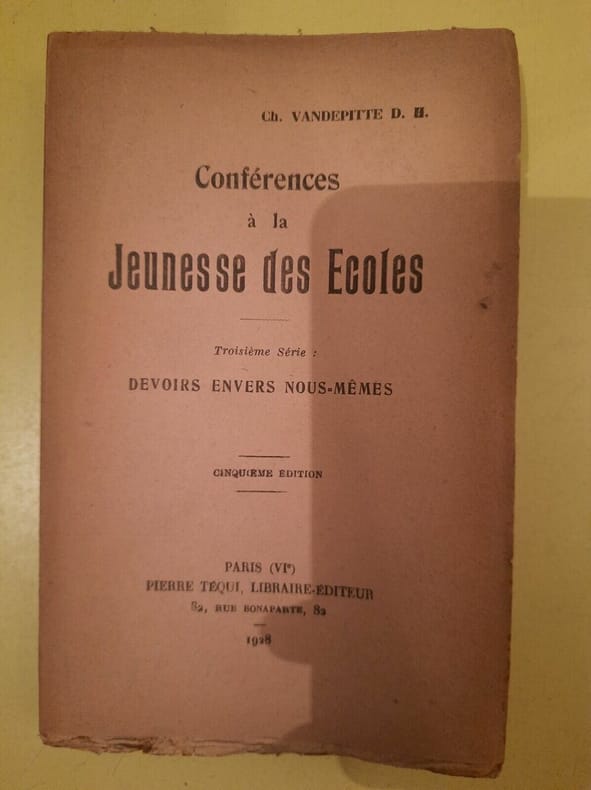 Ch. VANDEPITTE D. H.
Conférences
à la
Jeunesse des Ecoles
Troisième Série :
DEVOIRS ENVERS NOUS-MÊMES
CINQUIÈME ÉDITION
PARIS (VIe)
PIERRE TÉQUI, LIBRAIRE-ÉDITEUR
82, RUE BONAPARTE, 82
1928